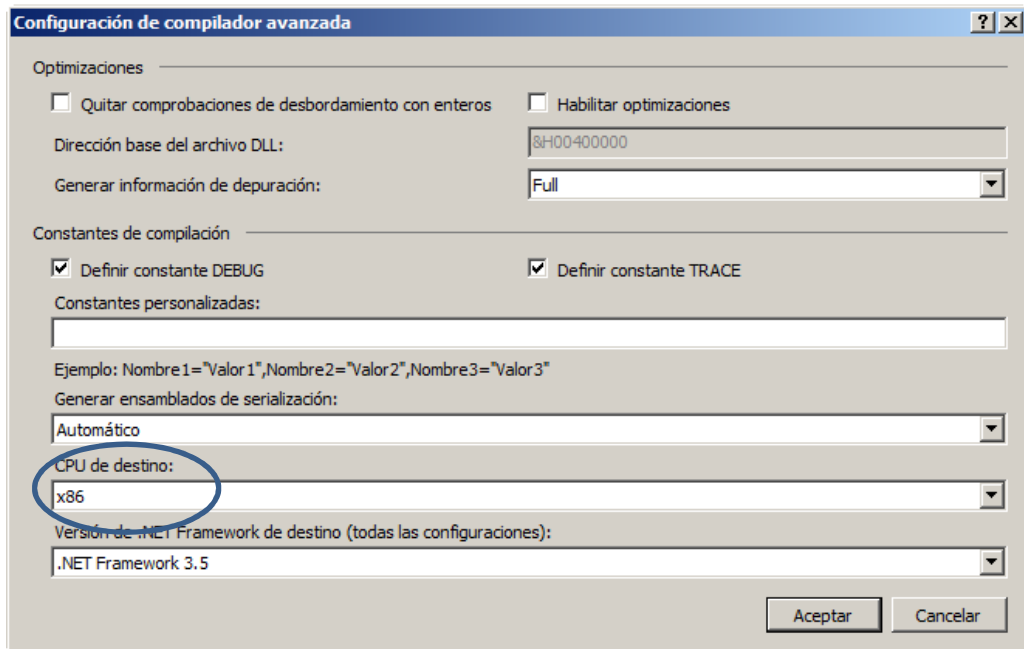 Configuración de compilador avanzada
Optimizaciones
Quitar comprobaciones de desbordamiento con enteros
Habilitar optimizaciones
Dirección base del archivo DLL:
&H00400000
Generar información de depuración:
Full
Constantes de compilación
Definir constante DEBUG
Definir constante TRACE
Constantes personalizadas:
Ejemplo: Nombre1="Valor1",Nombre2="Valor2",Nombre3="Valor3"
Generar ensamblados de serialización:
Automático
CPU de destino:
x86
Versión de .NET Framework de destino (todas las configuraciones):
.NET Framework 3.5
Aceptar
Cancelar